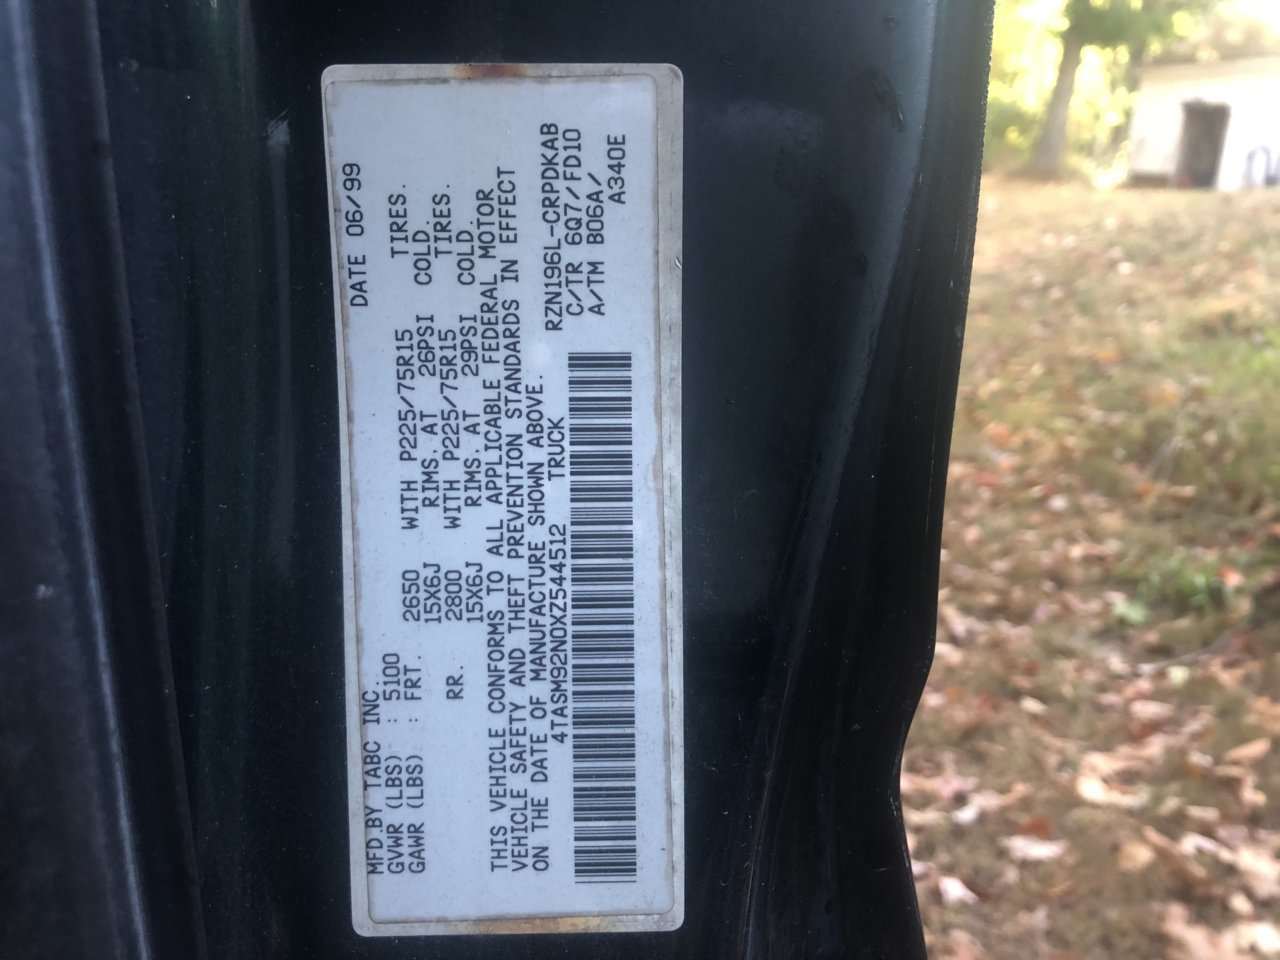 MFD.BY TABC INC. DATE 06/99
GVWR (LBS) : 5100
GAWR (LBS) : FRT. 2650 WITH P225/75R15 TIRES.
15X6J RIMS. AT 26PSI COLD.
RR. 2800 WITH P225/75R15 TIRES.
15X6J RIMS. AT 29PSI COLD.
THIS VEHICLE CONFORMS TO ALL APPLICABLE FEDERAL MOTOR
VEHICLE SAFETY AND THEFT PREVENTION STANDARDS IN EFFECT
ON THE DATE OF MANUFACTURE SHOWN ABOVE.
4TASM92N0XZ544512 TRUCK
RZN196L-CRPDKAB
C/TR 6Q7/FD10
A/TM B06A/
A340E